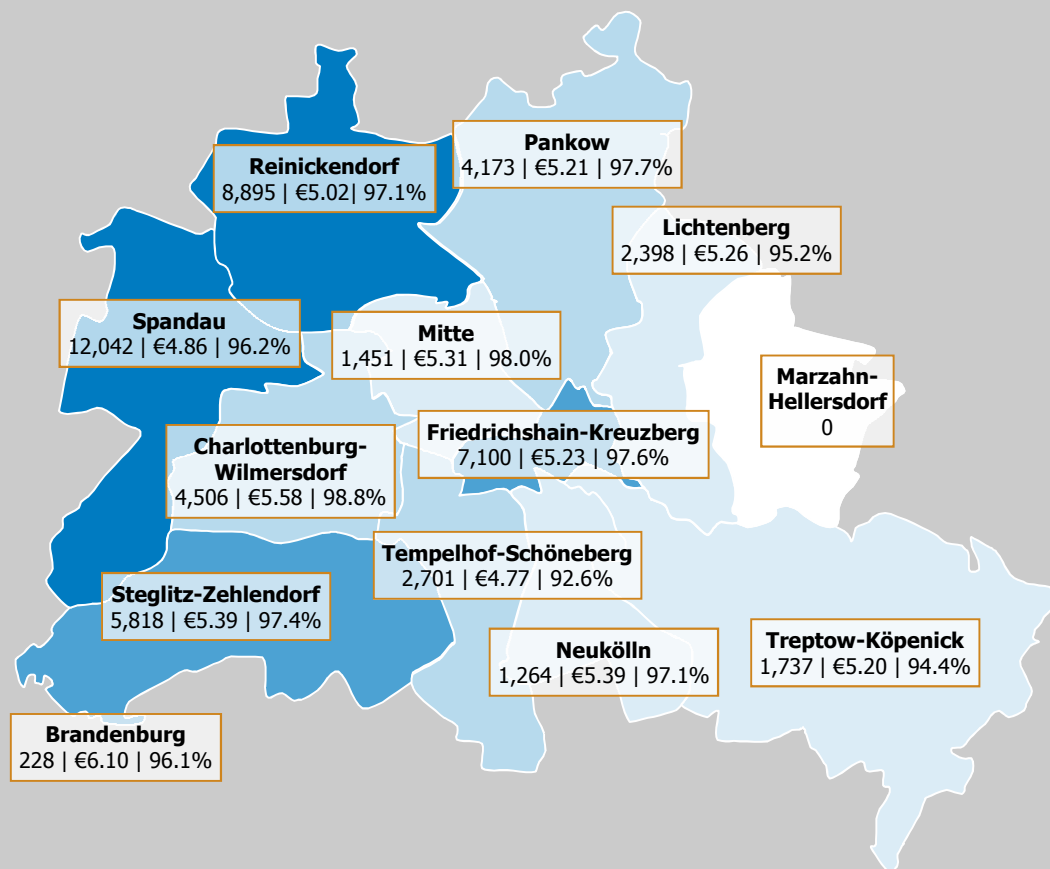 Pankow
4,173 | €5.21 | 97.7%
Reinickendorf
8,895 | €5.02| 97.1%
Lichtenberg
2,398 | €5.26 | 95.2%
Spandau
12,042 | €4.86 | 96.2%
Mitte
1,451 | €5.31 | 98.0%
Marzahn-
Hellersdorf
0
Friedrichshain-Kreuzberg
7,100 | €5.23 | 97.6%
Charlottenburg-
Wilmersdorf
4,506 | €5.58 | 98.8%
Tempelhof-Schöneberg
2,701 | €4.77 | 92.6%
Steglitz-Zehlendorf
5,818 | €5.39 | 97.4%
Neukölln
1,264 | €5.39 | 97.1%
Treptow-Köpenick
1,737 | €5.20 | 94.4%
Brandenburg
228 | €6.10 | 96.1%